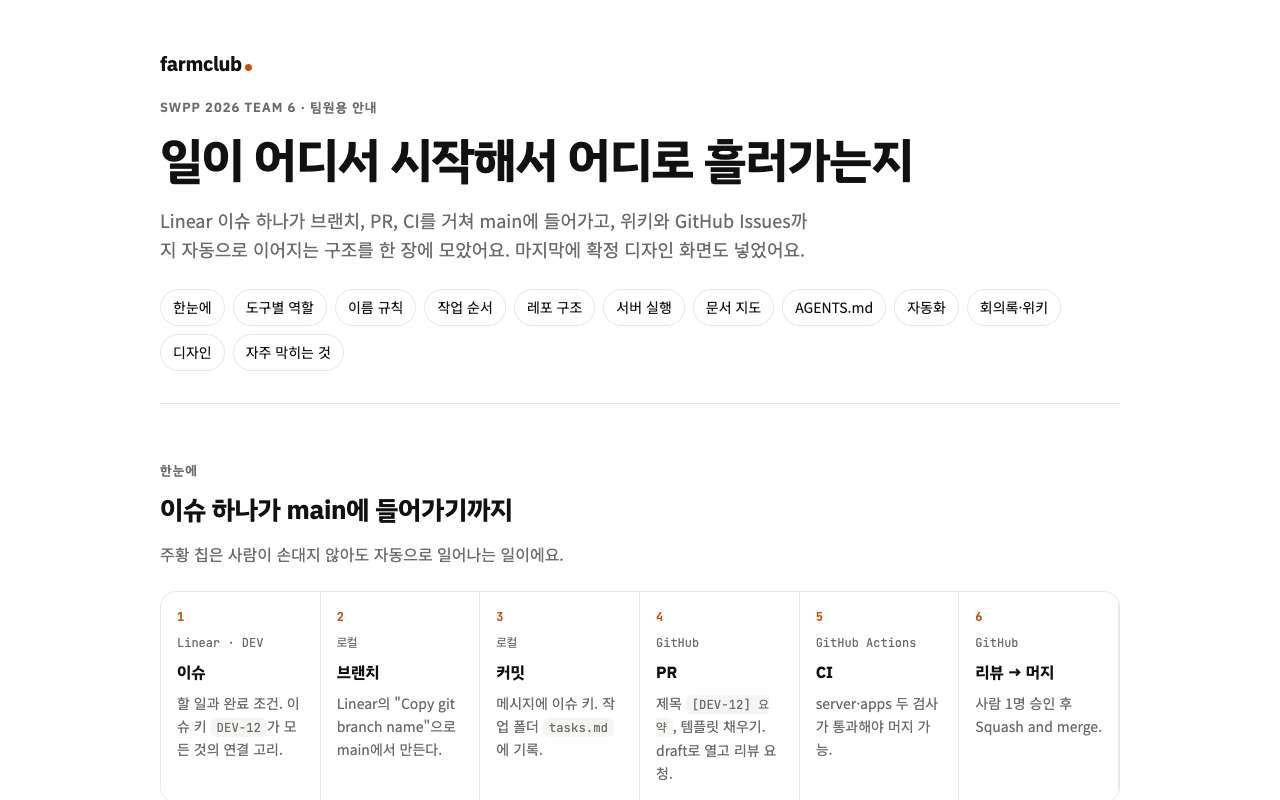 farmclub
SWPP 2026 TEAM 6 · 팀원용 안내
일이 어디서 시작해서 어디로 흘러가는지
Linear 이슈 하나가 브랜치, PR, CI를 거쳐 main에 들어가고, 위키와 GitHub Issues까
지 자동으로 이어지는 구조를 한 장에 모았어요. 마지막에 확정 디자인 화면도 넣었어요.
한눈에 도구별 역할 이름 규칙 작업 순서 레포 구조 서버 실행 문서 지도 AGENTS.md 자동화 회의록·위키
디자인 자주 막히는 것
한눈에
이슈 하나가 main에 들어가기까지
주황 칩은 사람이 손대지 않아도 자동으로 일어나는 일이에요.
1
Linear · DEV
이슈
할 일과 완료 조건. 이
슈 키 DEV-12 가 모
든 것의 연결 고리.
2
로컬
브랜치
Linear의 "Copy git
branch name"으로
main에서 만든다.
3
로컬
커밋
메시지에 이슈 키. 작
업 폴더 tasks.md
에 기록.
4
GitHub
PR
제목 [DEV-12] 요
약 , 템플릿 채우기.
draft로 열고 리뷰 요
청.
5
GitHub Actions
CI
server·apps 두 검사
가 통과해야 머지 가
능.
6
GitHub
리뷰 → 머지
사람 1명 승인 후
Squash and merge.